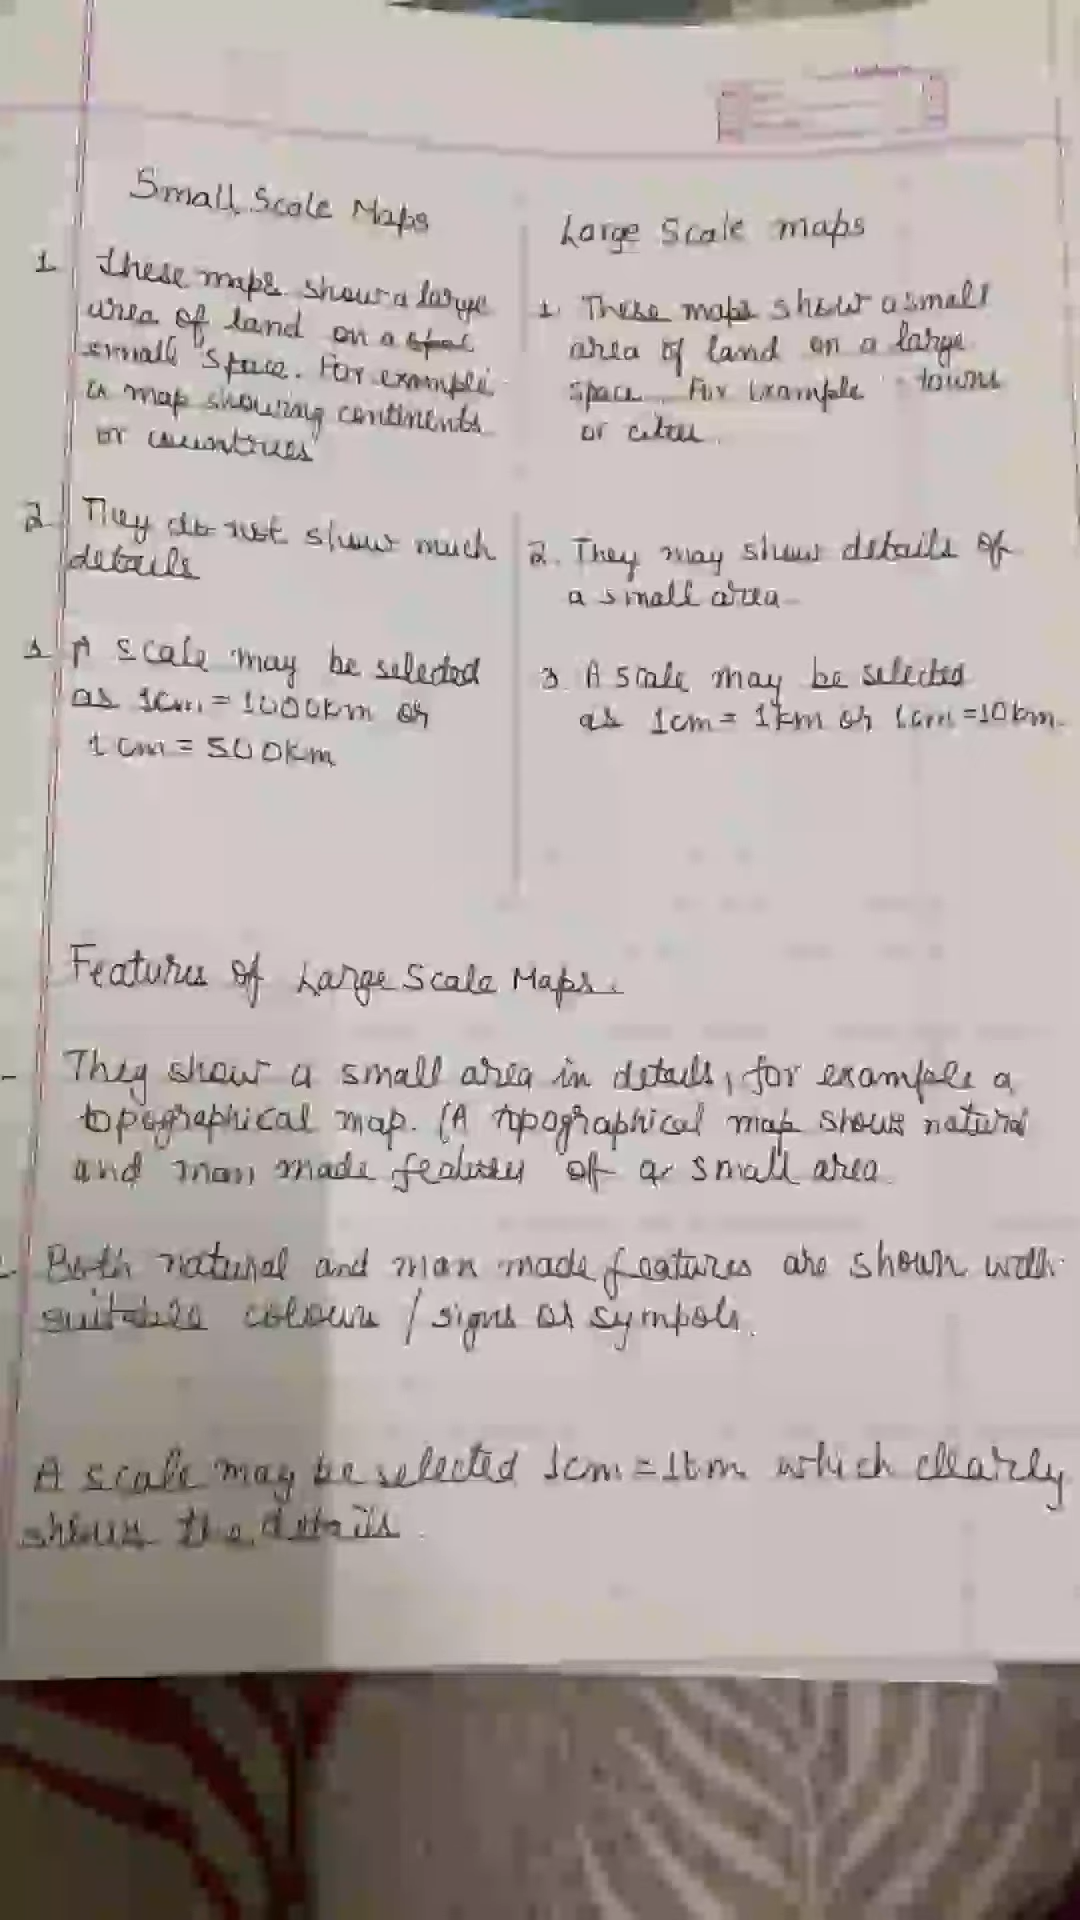 Small Scale Maps
1 These maps show a large
area of land on a
small space. For example
a map showing continents
or countries
2 They do not show much
details
3 A scale may be selected
as 1cm = 1000km or
1 cm = 500km
Large Scale maps
1. These maps show a small
area of land on a large
space. For example towns
or cities.
2. They may show details of
a small area
3. A scale may be selected
as 1cm = 1km or 1cm = 10km.
Features of Large Scale Maps.
They show a small area in details, for example a
topographical map. (A topographical map shows natural
and man made features of a small area.
Both natural and man made features are shown with
suitable colours / signs or symbols.
A scale may be selected 1cm = 1km which clearly
shows the details.